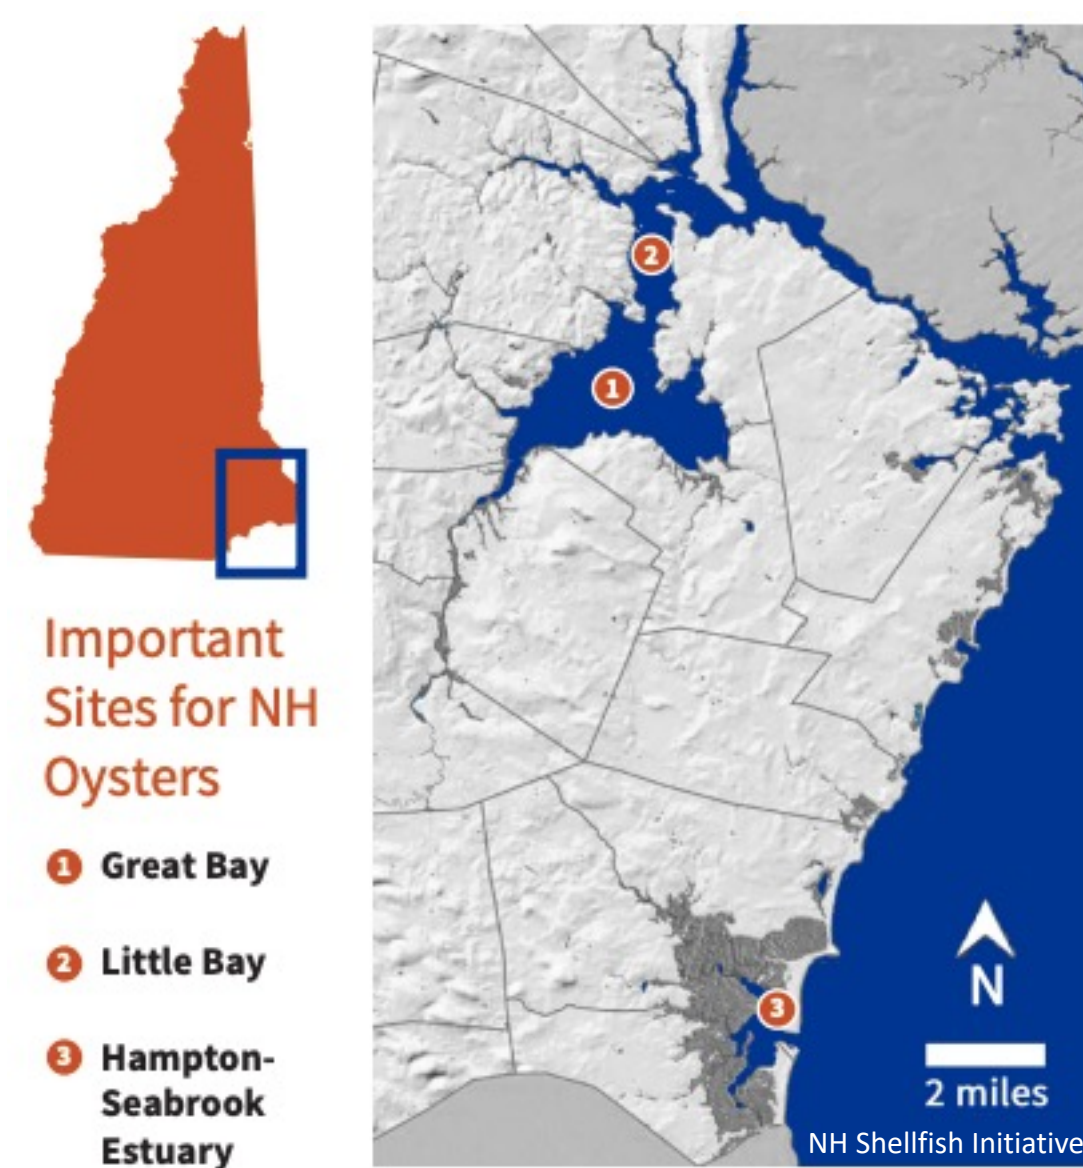 Important
Sites for NH
Oysters
1 Great Bay
2 Little Bay
3 Hampton-
Seabrook
Estuary
2
1
3
N
2 miles
NH Shellfish Initiative